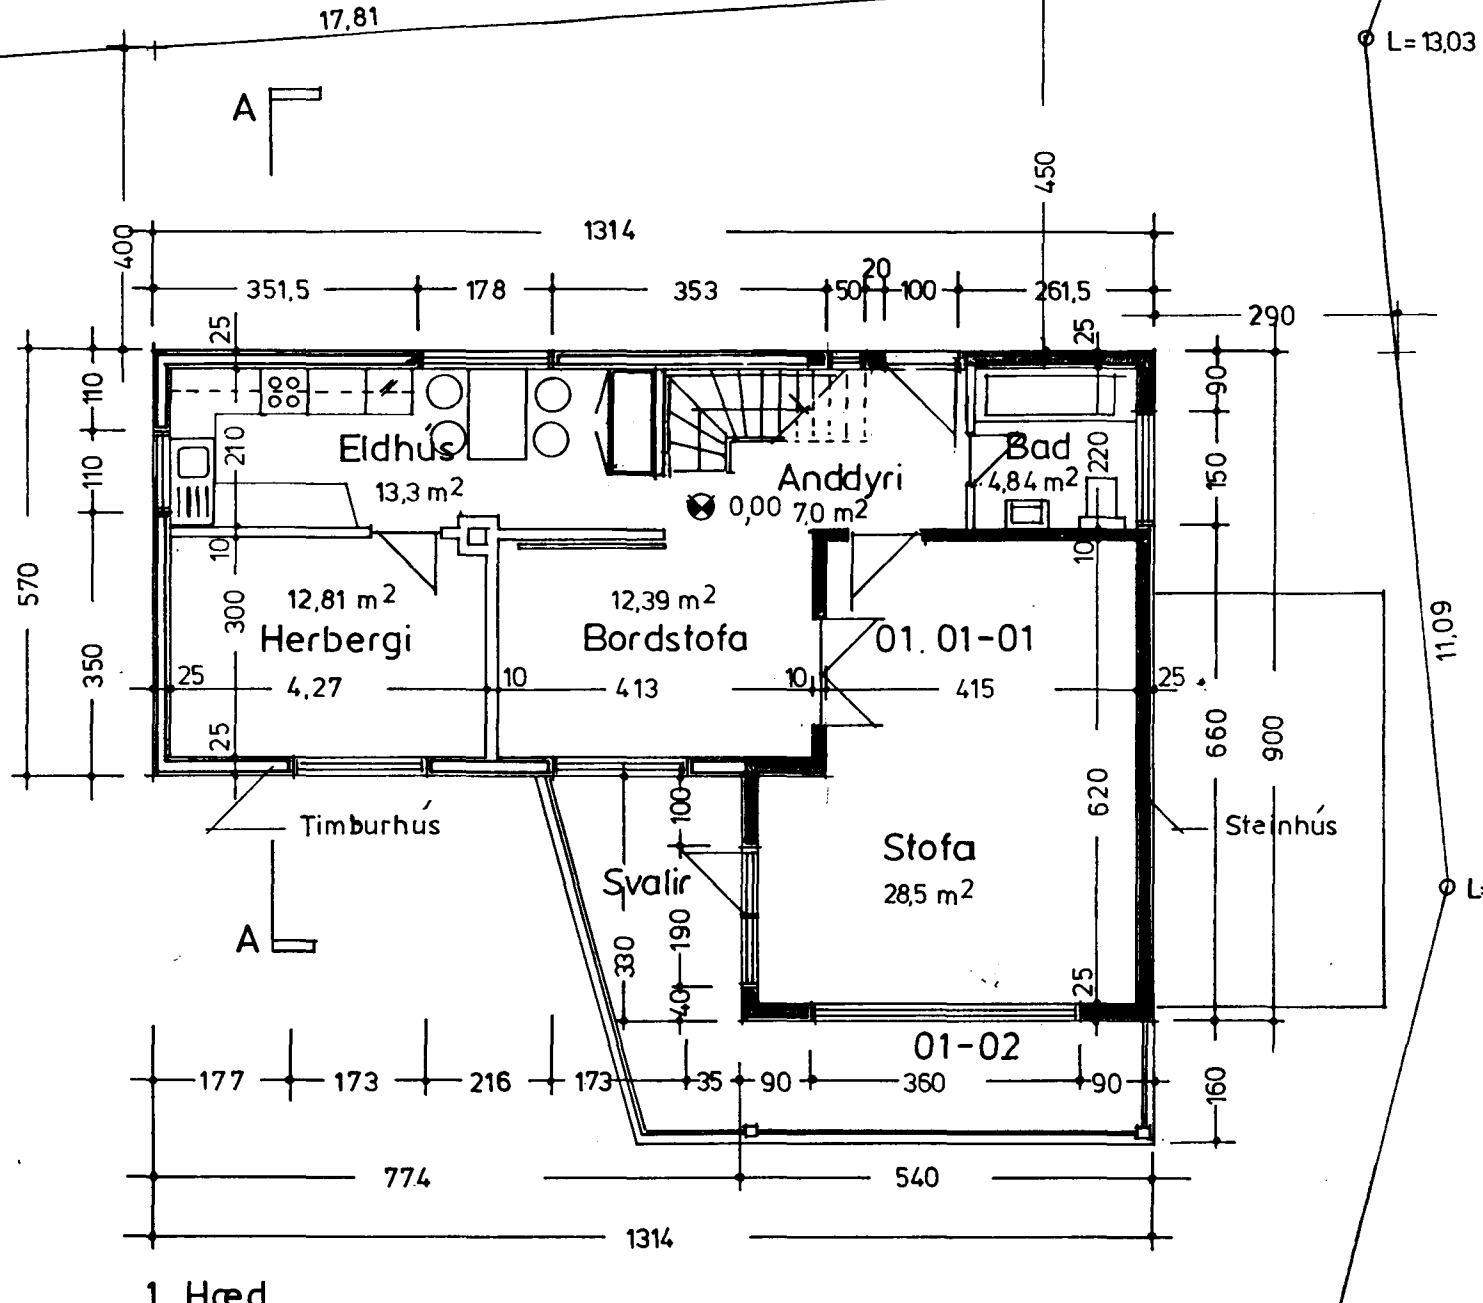 17,81
L=13,03
A
450
400
1314
20
351,5
178
353
50
100
261,5
290
25
25
110
90
Eldhús
13,3 m2
210
Bad
220
4,84 m2
Anddyri
7,0 m2
0,00
110
150
10
10
570
12,81 m2
Herbergi
300
12,39 m2
Bordstofa
01. 01-01
11,09
350
25
4,27
10
413
10
415
25
25
660
900
100
620
Timburhús
Steinhús
Stofa
28,5 m2
Svalir
L=
A
330
190
40
25
01-02
177
173
216
173
35
90
360
90
160
774
540
1314
1 Hæd